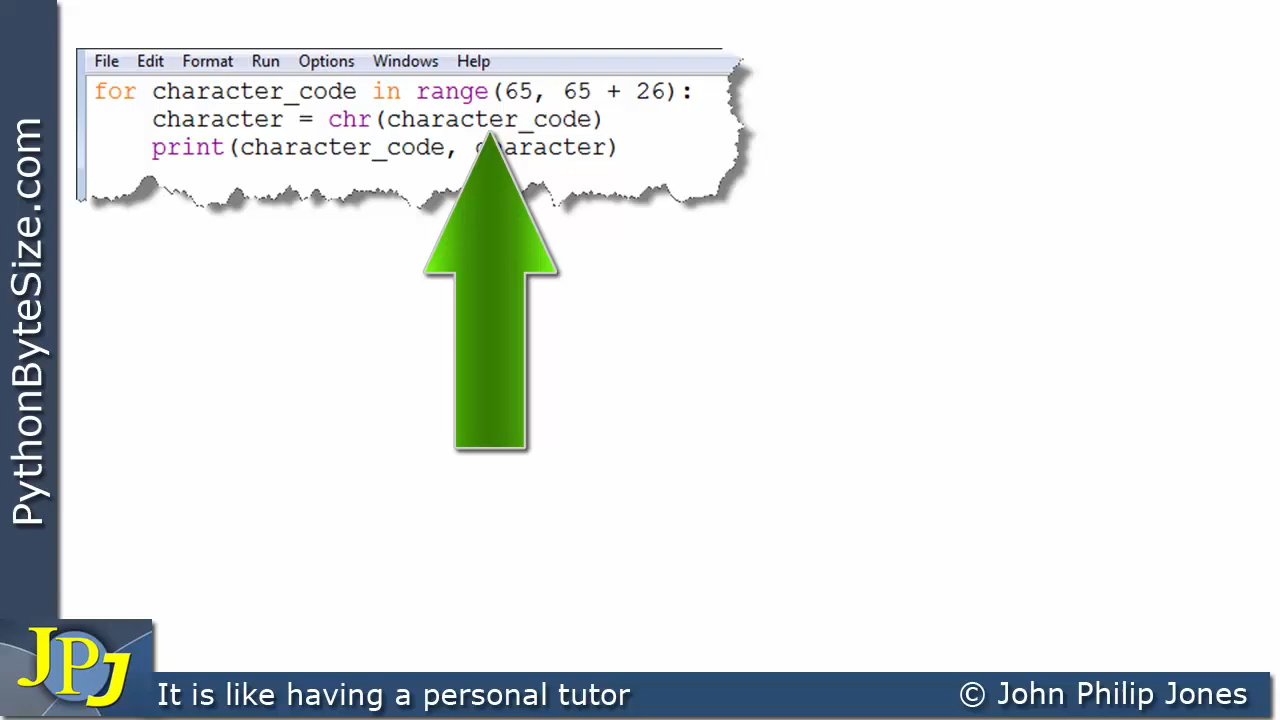 File Edit Format Run Options Windows Help
for character_code in range(65, 65 + 26):
    character = chr(character_code)
    print(character_code, character)
PythonByteSize.com
JPJ
It is like having a personal tutor
© John Philip Jones